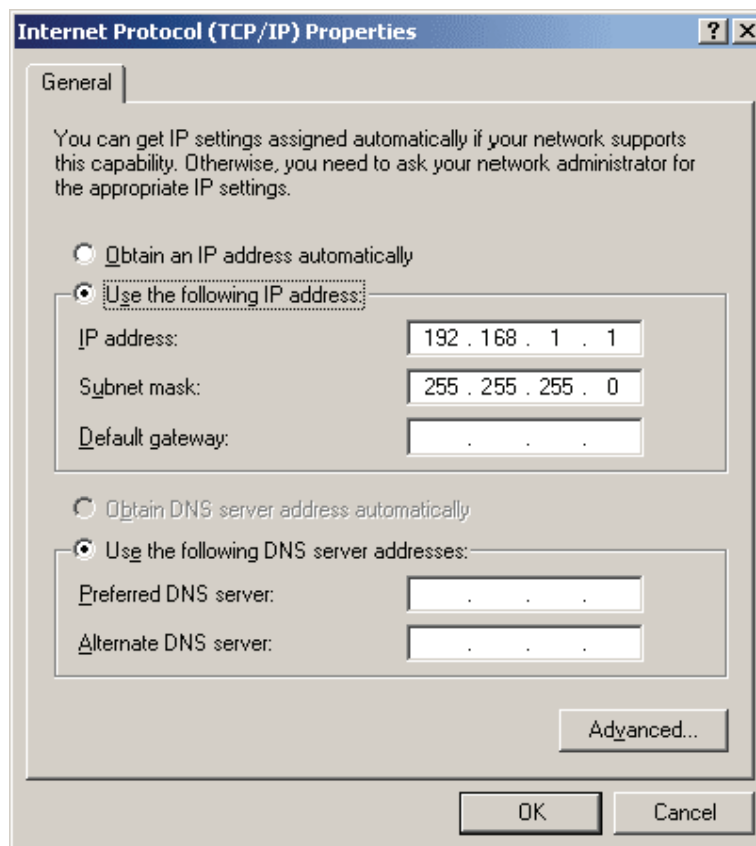 Internet Protocol (TCP/IP) Properties
General
You can get IP settings assigned automatically if your network supports
this capability. Otherwise, you need to ask your network administrator for
the appropriate IP settings.
Obtain an IP address automatically
Use the following IP address:
IP address: 192 . 168 . 1 . 1
Subnet mask: 255 . 255 . 255 . 0
Default gateway: . . .
Obtain DNS server address automatically
Use the following DNS server addresses:
Preferred DNS server: . . .
Alternate DNS server: . . .
Advanced...
OK Cancel